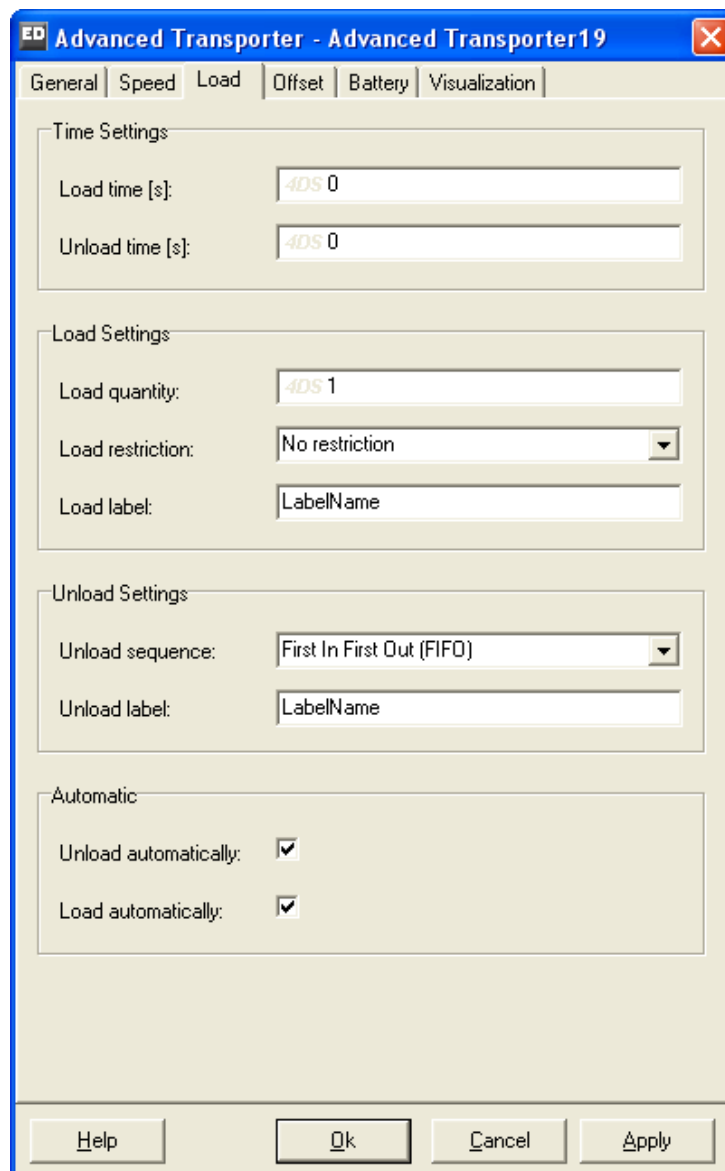 ED Advanced Transporter - Advanced Transporter19
General Speed Load Offset Battery Visualization
Time Settings
Load time [s]: 4DS 0
Unload time [s]: 4DS 0
Load Settings
Load quantity: 4DS 1
Load restriction: No restriction
Load label: LabelName
Unload Settings
Unload sequence: First In First Out (FIFO)
Unload label: LabelName
Automatic
Unload automatically:
Load automatically:
Help Ok Cancel Apply